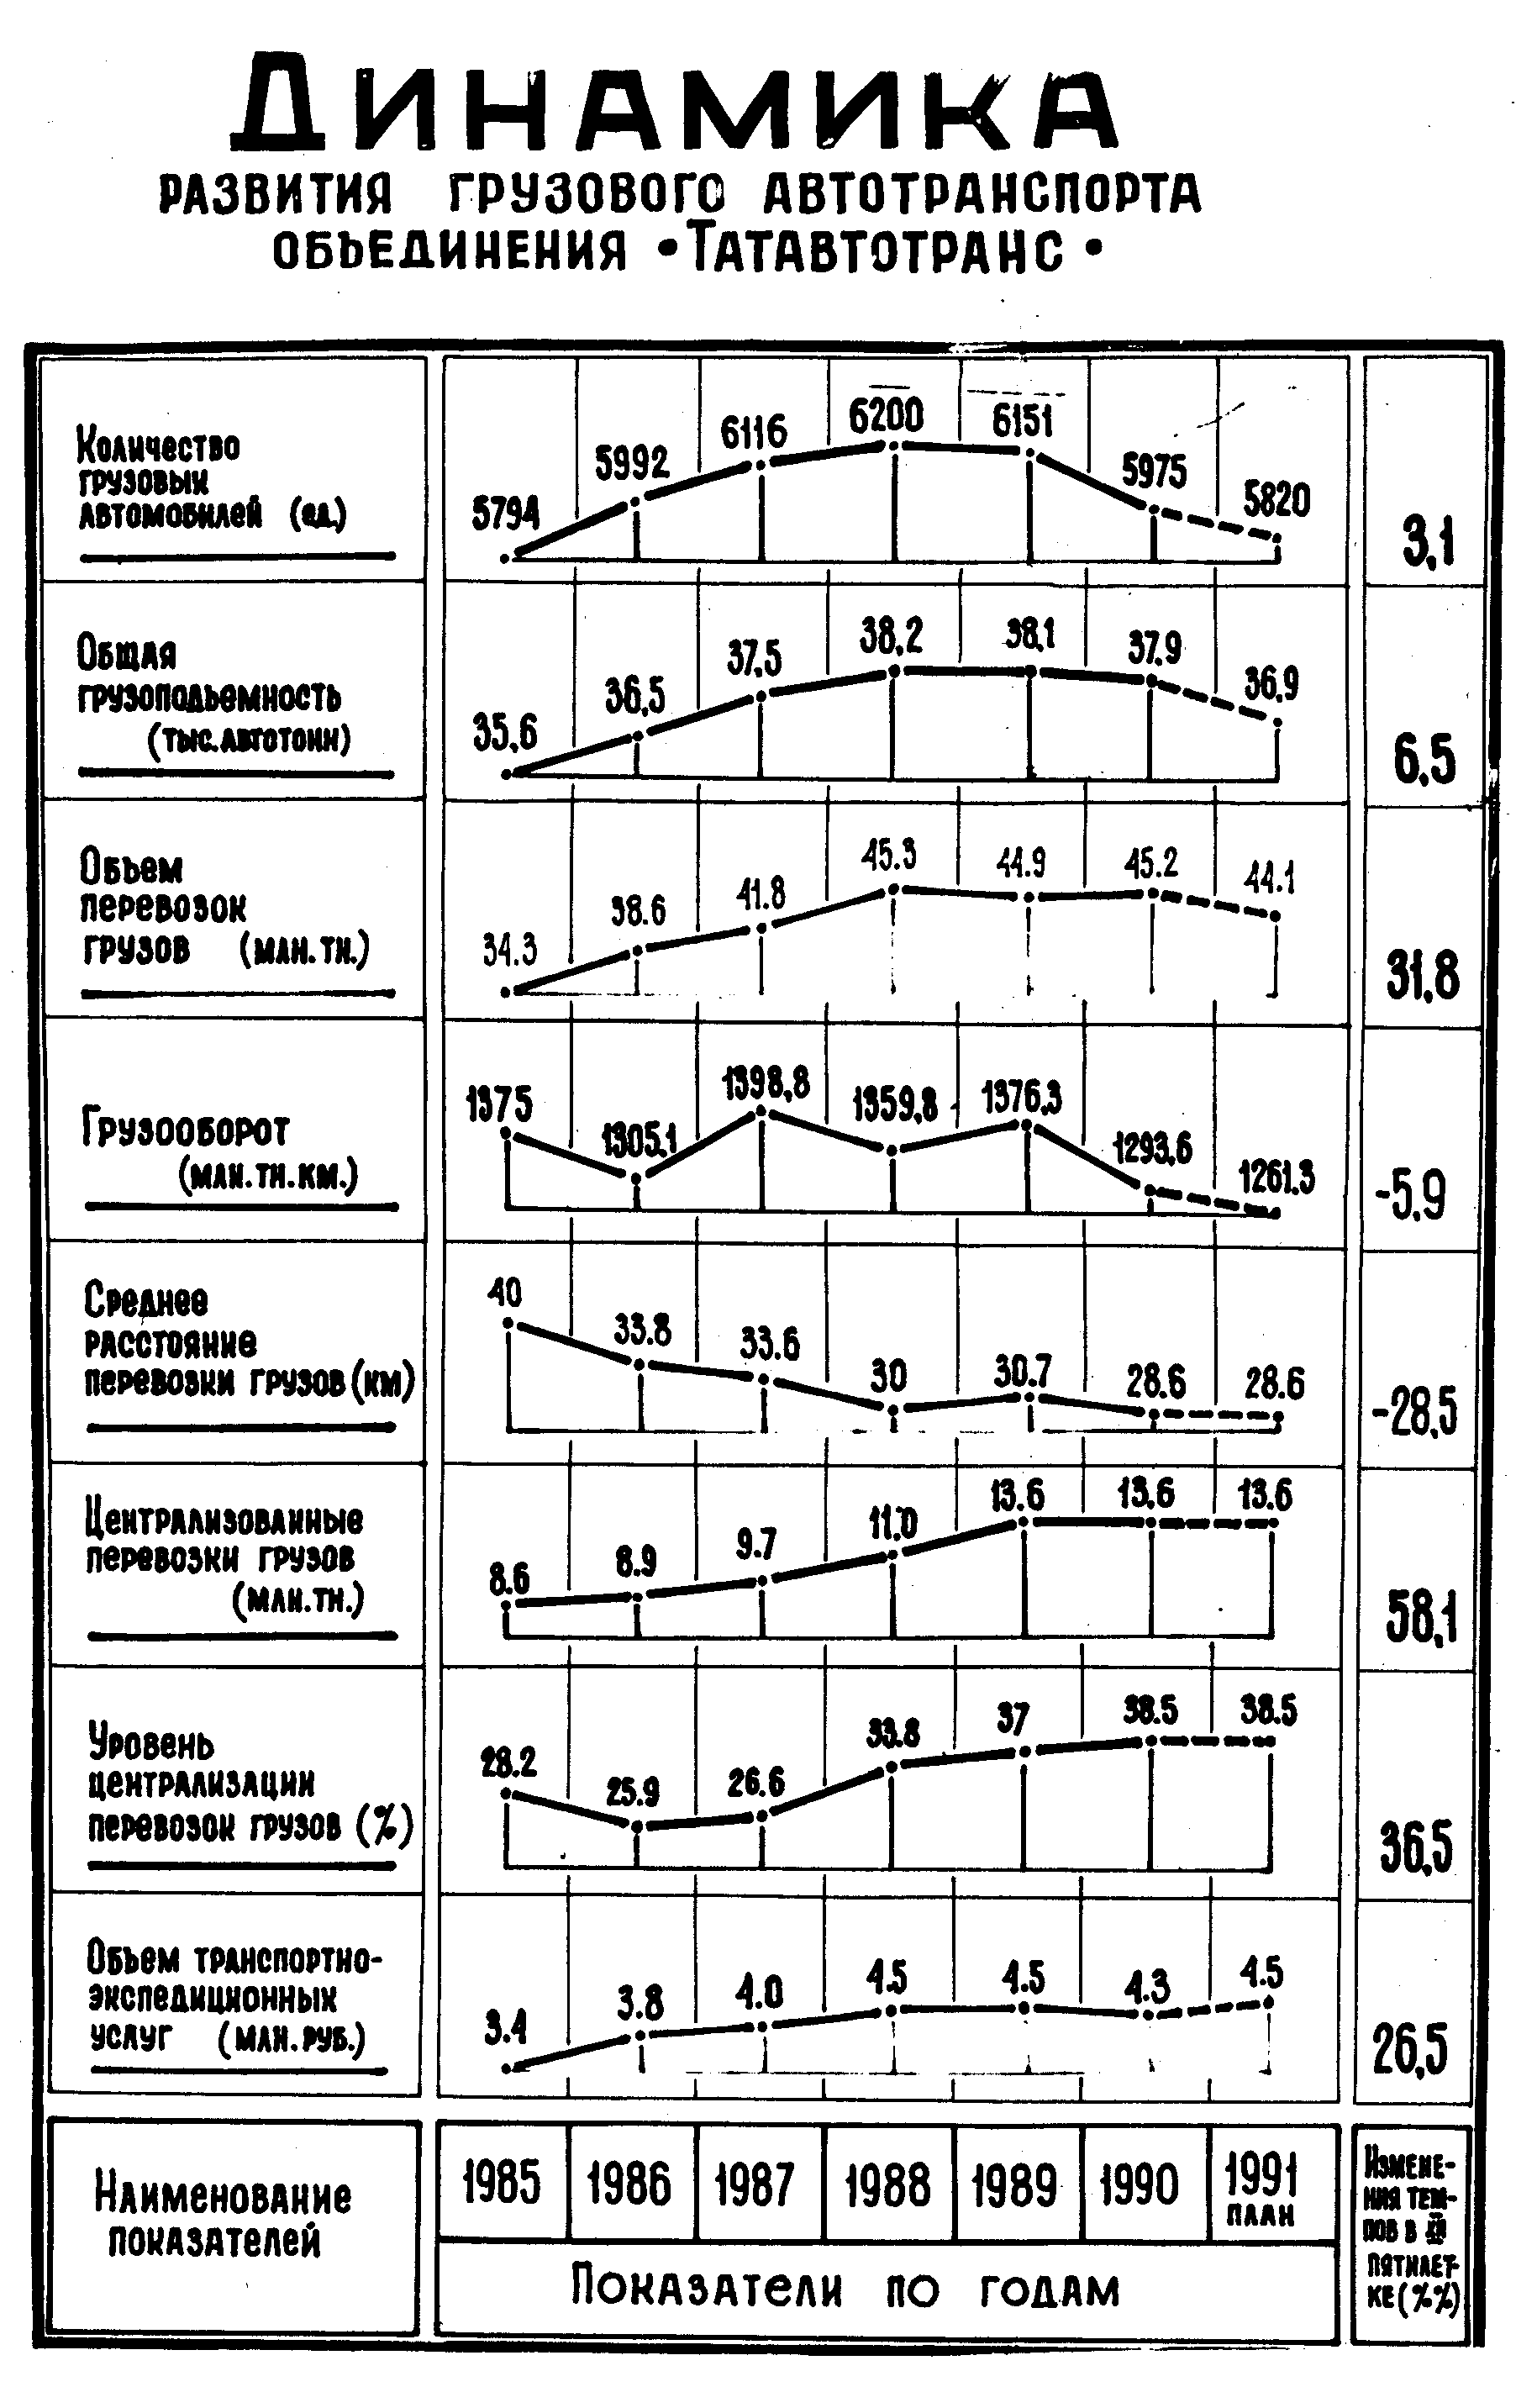 ДИНАМИКА
РАЗВИТИЯ ГРУЗОВОГО АВТОТРАНСПОРТА
ОБЪЕДИНЕНИЯ • ТАТАВТОТРАНС •
Количество
грузовых
автомобилей (ед.)
5794 5992 6116 6200 6151 5975 5820
3,1
Общая
грузоподьемность
(тыс. автотонн)
35,6 36,5 37,5 38,2 38,1 37,9 36,9
6,5
Объем
перевозок
грузов (млн. тн.)
34.3 38.6 41.8 45.3 44.9 45.2 44.1
31,8
Грузооборот
(млн. тн. км.)
1375 1305,1 1398,8 1359,8 1376,3 1293,6 1261.3
-5,9
Среднее
расстояние
перевозки грузов (км)
40 33.8 33.6 30 30.7 28.6 28.6
-28,5
Централизованные
перевозки грузов
(млн. тн.)
8.6 8.9 9.7 11.0 13.6 13.6 13.6
58,1
Уровень
централизации
перевозок грузов (%)
28.2 25.9 26.6 33.8 37 38.5 38.5
36,5
Объем транспортно-
экспедиционных
услуг (млн. руб.)
3.4 3.8 4.0 4.5 4.5 4.3 4.5
26,5
Наименование
показателей
1985 1986 1987 1988 1989 1990 1991
план
Показатели по годам
Измене-
ния тем-
пов в XII
пятилет-
ке (%%)